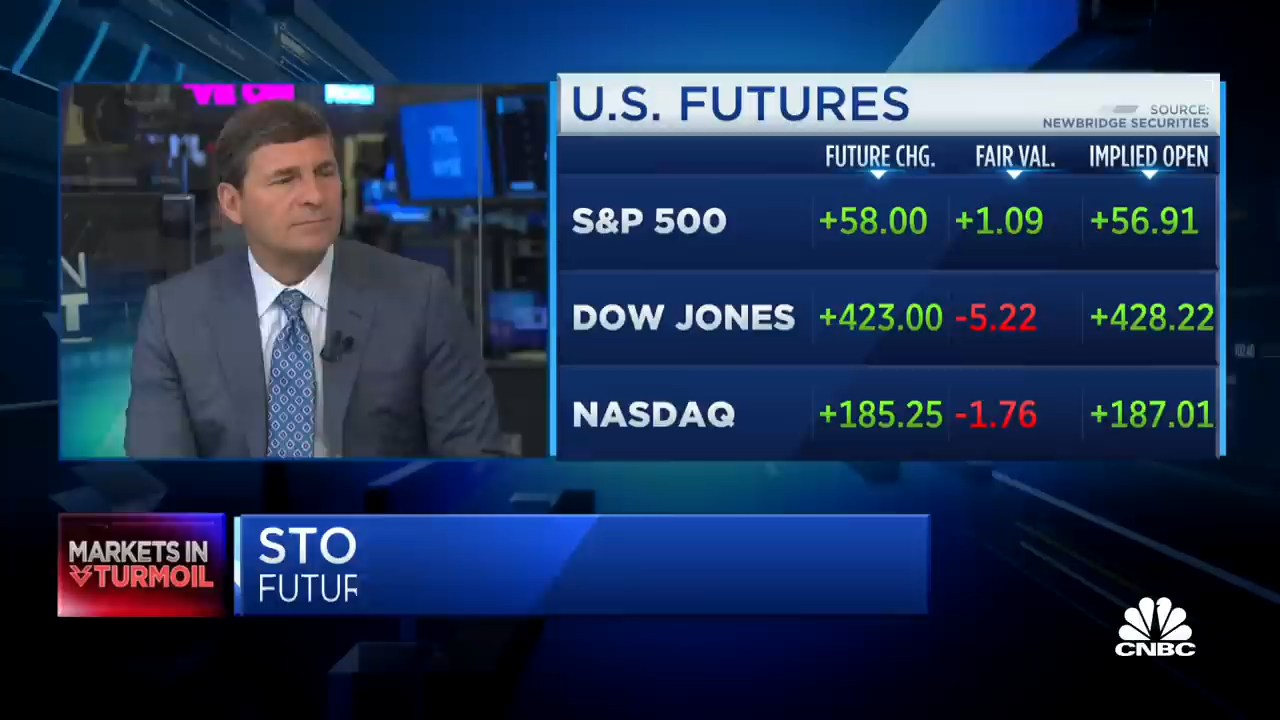 U.S. FUTURES
SOURCE:
NEWBRIDGE SECURITIES
FUTURE CHG. FAIR VAL. IMPLIED OPEN
S&P 500 +58.00 +1.09 +56.91
DOW JONES +423.00 -5.22 +428.22
NASDAQ +185.25 -1.76 +187.01
MARKETS IN
TURMOIL
STO
FUTUR
CNBC